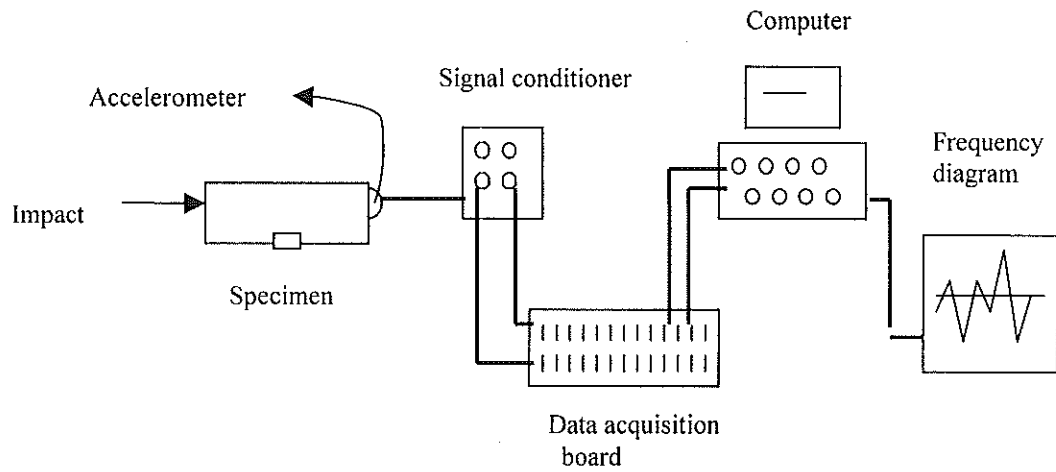 Computer
Signal conditioner
Accelerometer
Frequency
diagram
Impact
Specimen
Data acquisition
board